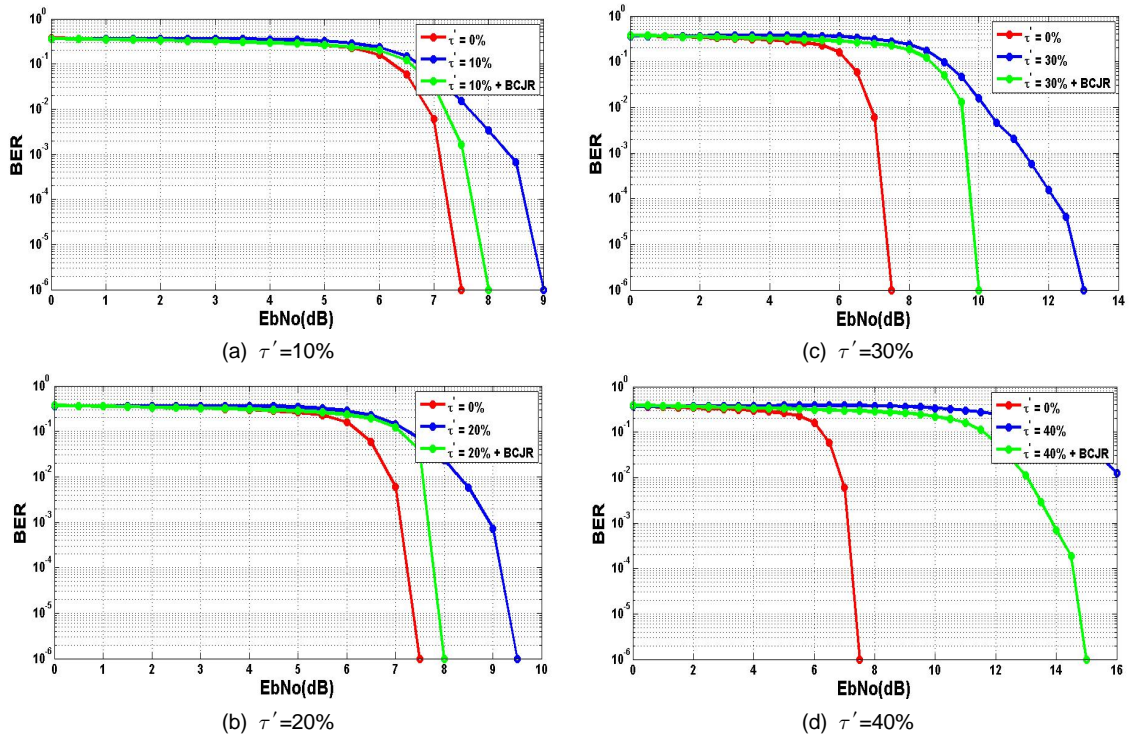 10^0
10^-1
10^-2
10^-3
10^-4
10^-5
10^-6
BER
0 1 2 3 4 5 6 7 8 9
EbNo(dB)
τ' = 0%
τ' = 10%
τ' = 10% + BCJR
(a) τ′=10%
10^0
10^-1
10^-2
10^-3
10^-4
10^-5
10^-6
BER
0 2 4 6 8 10 12 14
EbNo(dB)
τ' = 0%
τ' = 30%
τ' = 30% + BCJR
(c) τ′=30%
10^0
10^-1
10^-2
10^-3
10^-4
10^-5
10^-6
BER
0 1 2 3 4 5 6 7 8 9 10
EbNo(dB)
τ' = 0%
τ' = 20%
τ' = 20% + BCJR
(b) τ′=20%
10^0
10^-1
10^-2
10^-3
10^-4
10^-5
10^-6
BER
0 2 4 6 8 10 12 14 16
EbNo(dB)
τ' = 0%
τ' = 40%
τ' = 40% + BCJR
(d) τ′=40%